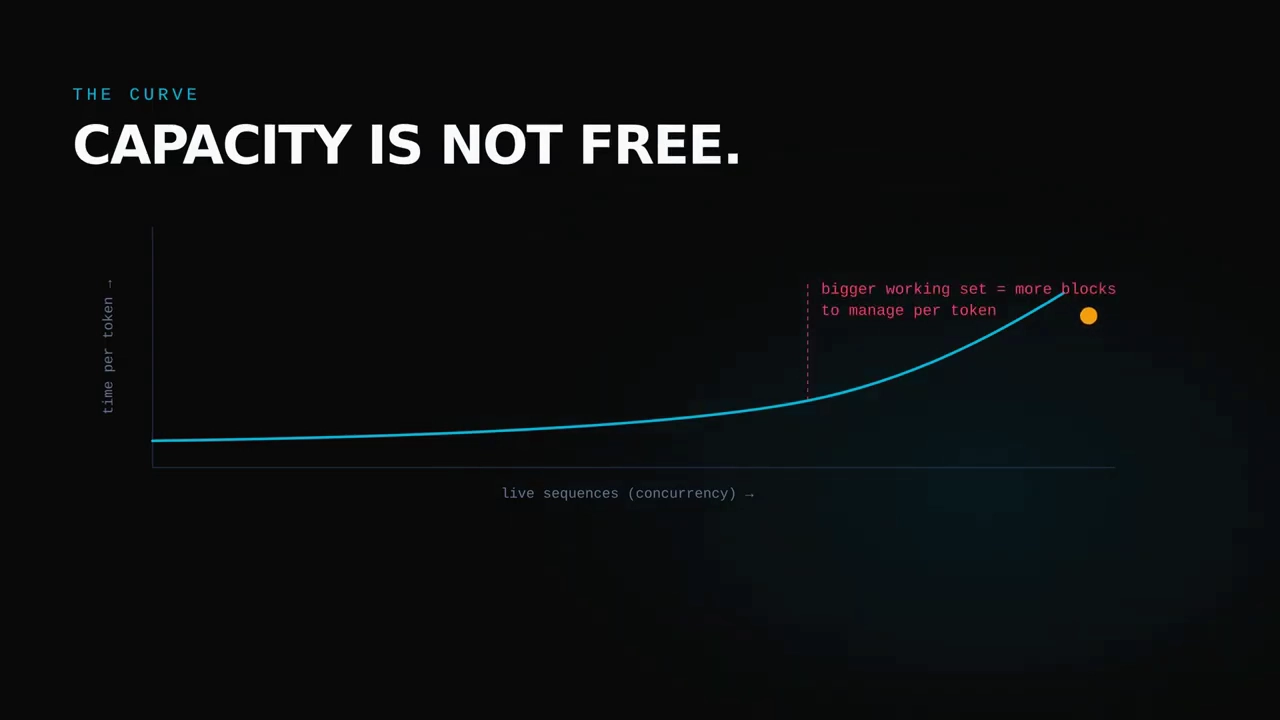 THE CURVE
CAPACITY IS NOT FREE.
time per token →
bigger working set = more blocks
to manage per token
live sequences (concurrency) →